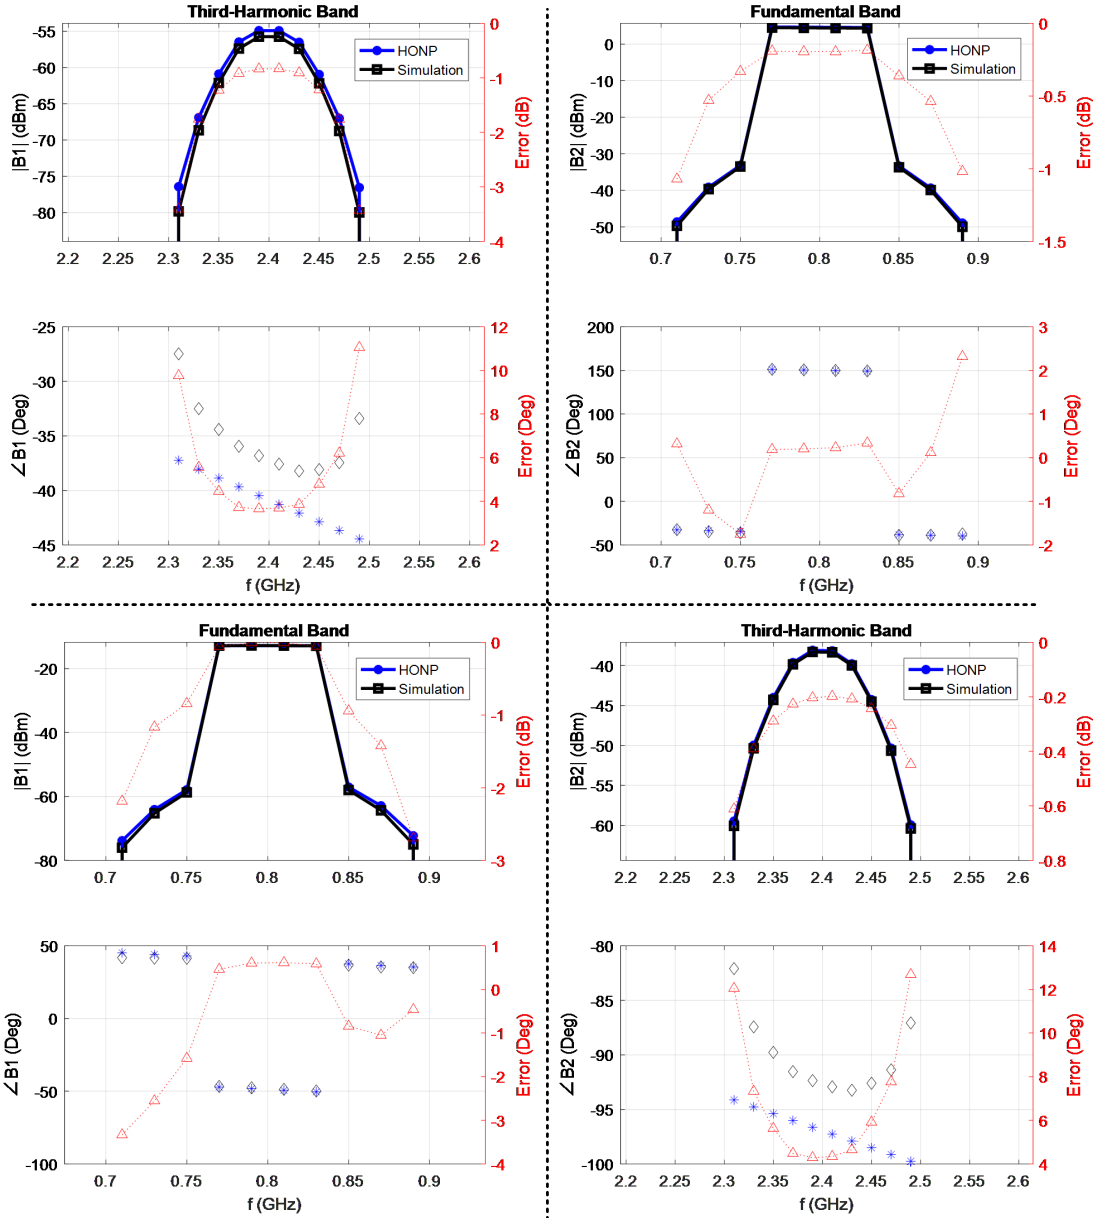 Third-Harmonic Band
-55
-60
-65
-70
-75
-80
|B1| (dBm)
HONP
Simulation
0
-1
-2
-3
-4
Error (dB)
2.2 2.25 2.3 2.35 2.4 2.45 2.5 2.55 2.6
-25
-30
-35
-40
-45
∠B1 (Deg)
12
10
8
6
4
2
Error (Deg)
2.2 2.25 2.3 2.35 2.4 2.45 2.5 2.55 2.6
f (GHz)
Fundamental Band
0
-10
-20
-30
-40
-50
|B2| (dBm)
HONP
Simulation
0
-0.5
-1
-1.5
Error (dB)
0.7 0.75 0.8 0.85 0.9
200
150
100
50
0
-50
∠B2 (Deg)
3
2
1
0
-1
-2
Error (Deg)
0.7 0.75 0.8 0.85 0.9
f (GHz)
Fundamental Band
-20
-40
-60
-80
|B1| (dBm)
HONP
Simulation
0
-1
-2
-3
Error (dB)
0.7 0.75 0.8 0.85 0.9
50
0
-50
-100
∠B1 (Deg)
1
0
-1
-2
-3
-4
Error (Deg)
0.7 0.75 0.8 0.85 0.9
f (GHz)
Third-Harmonic Band
-40
-45
-50
-55
-60
|B2| (dBm)
HONP
Simulation
0
-0.2
-0.4
-0.6
-0.8
Error (dB)
2.2 2.25 2.3 2.35 2.4 2.45 2.5 2.55 2.6
-80
-85
-90
-95
-100
∠B2 (Deg)
14
12
10
8
6
4
Error (Deg)
2.2 2.25 2.3 2.35 2.4 2.45 2.5 2.55 2.6
f (GHz)